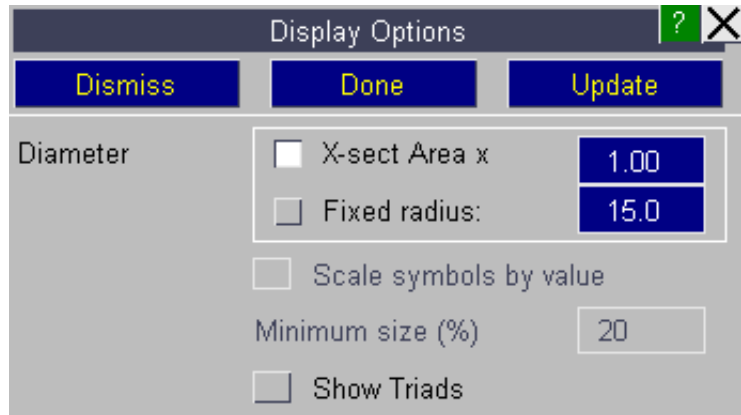 Display Options ?
Dismiss Done Update
Diameter X-sect Area x 1.00
Fixed radius: 15.0
Scale symbols by value
Minimum size (%) 20
Show Triads